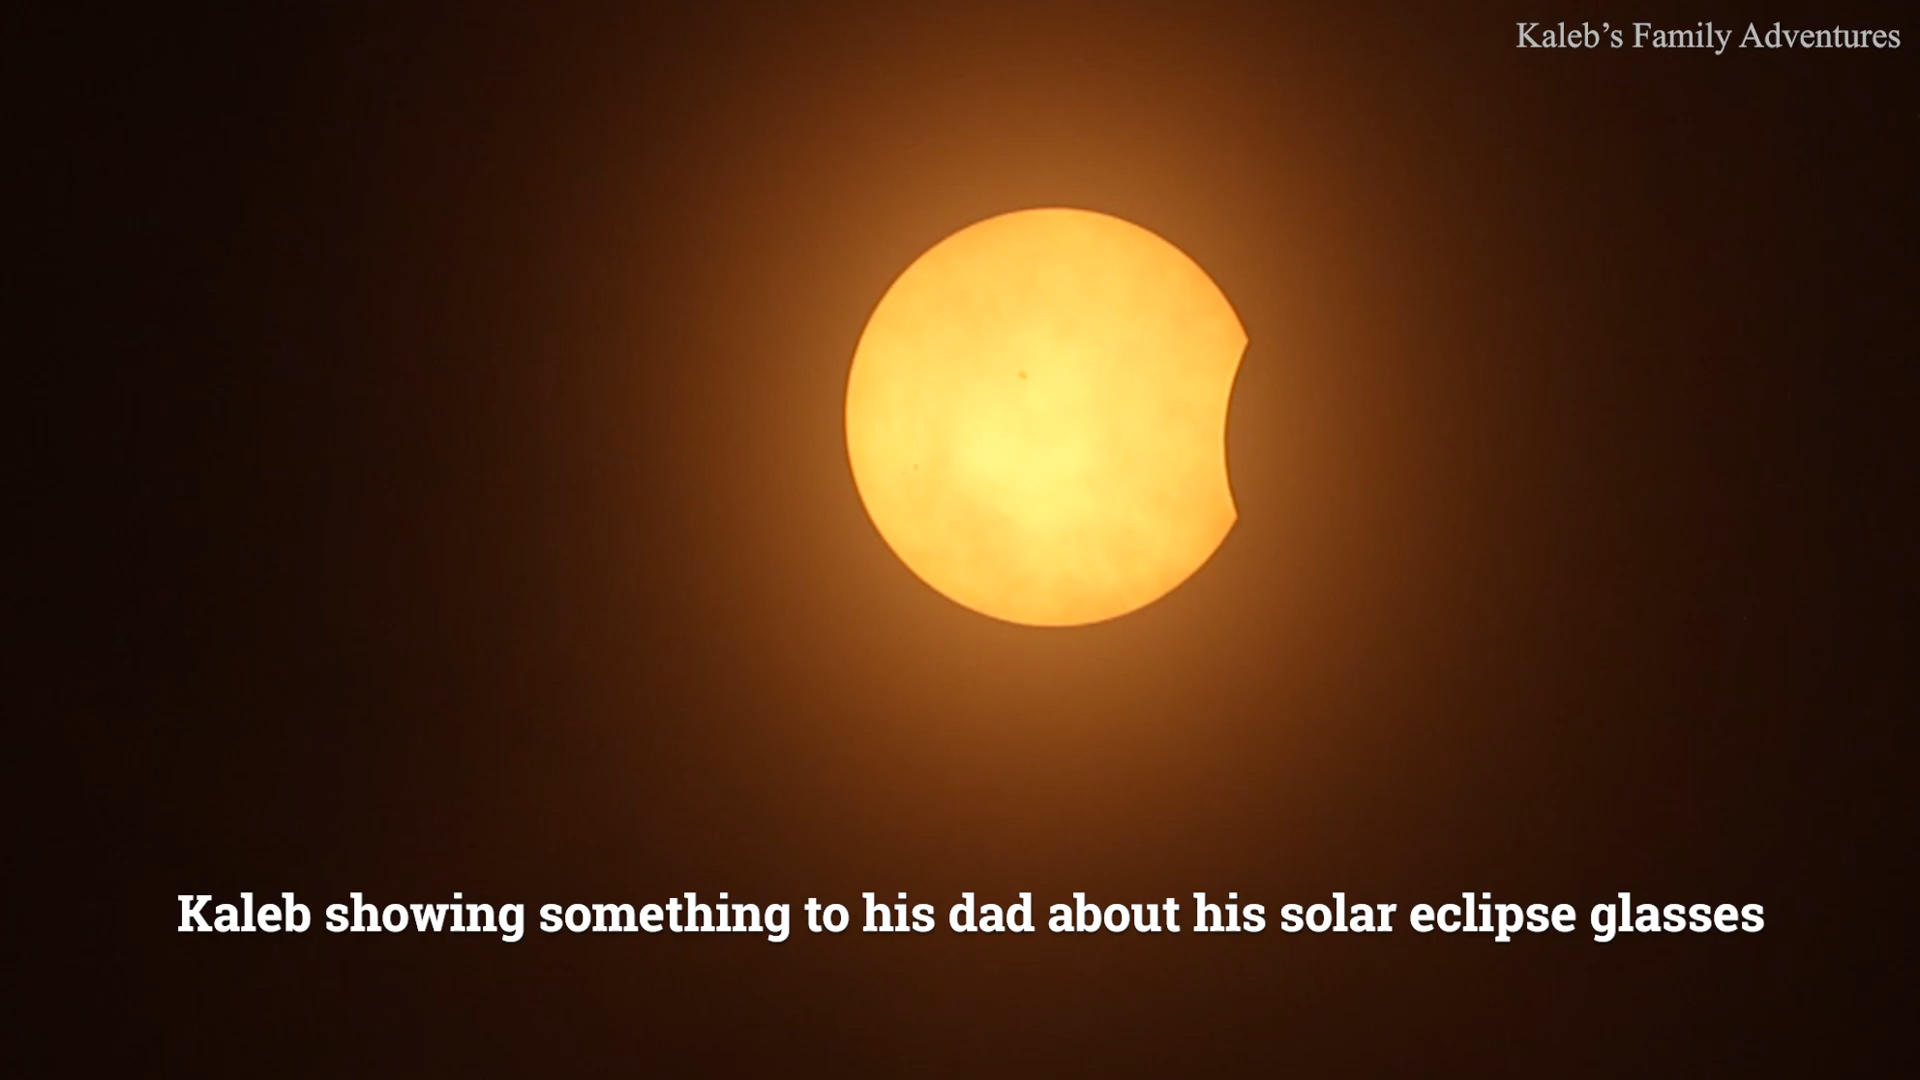 Kaleb’s Family Adventures
Kaleb showing something to his dad about his solar eclipse glasses